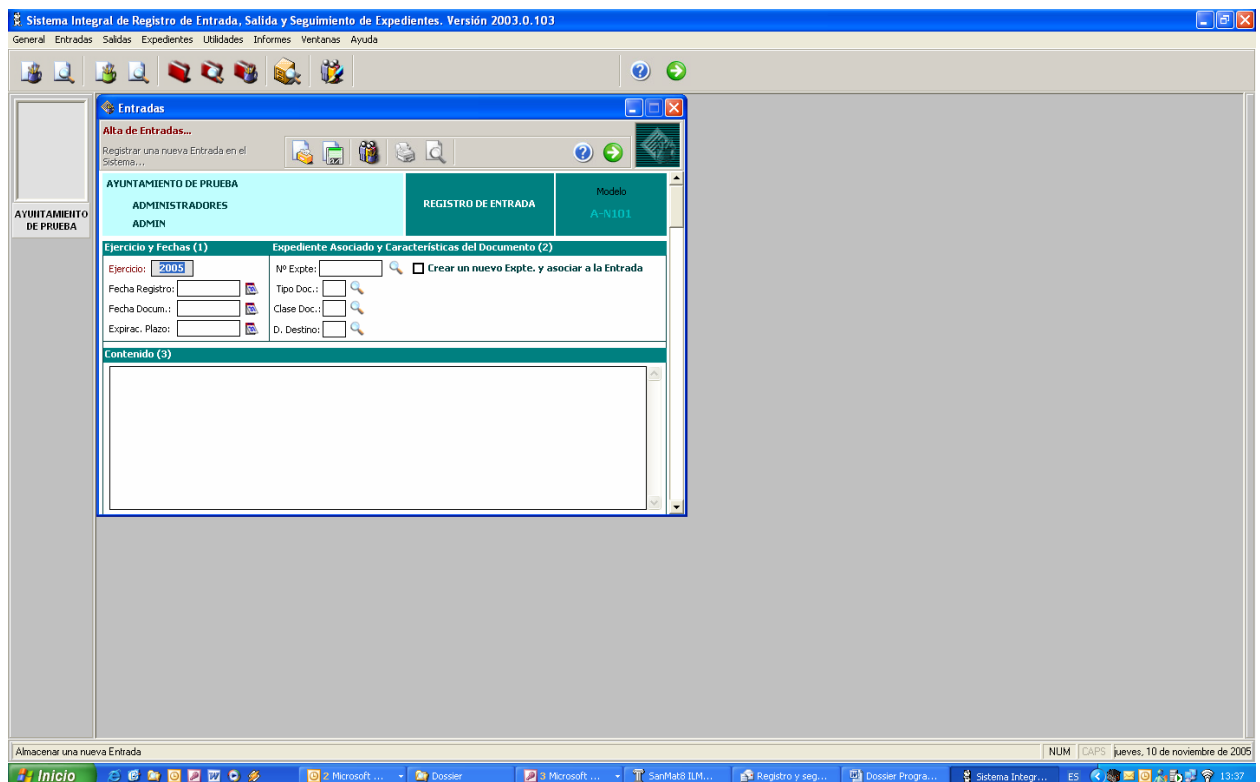 Sistema Integral de Registro de Entrada, Salida y Seguimiento de Expedientes. Versión 2003.0.103
General Entradas Salidas Expedientes Utilidades Informes Ventanas Ayuda
Entradas
Alta de Entradas...
Registrar una nueva Entrada en el
Sistema...
AYUNTAMIENTO DE PRUEBA
ADMINISTRADORES
ADMIN
REGISTRO DE ENTRADA
Modelo
A-N101
AYUNTAMIENTO
DE PRUEBA
Ejercicio y Fechas (1) Expediente Asociado y Características del Documento (2)
Ejercicio: 2005 Nº Expte: Crear un nuevo Expte. y asociar a la Entrada
Fecha Registro: Tipo Doc.:
Fecha Docum.: Clase Doc.:
Expirac. Plazo: D. Destino:
Contenido (3)
Almacenar una nueva Entrada NUM CAPS jueves, 10 de noviembre de 2005
Inicio 2 Microsoft ... Dossier 3 Microsoft ... SanMat8 ILM... Registro y seg... Dossier Progra... Sistema Integr... ES 13:37